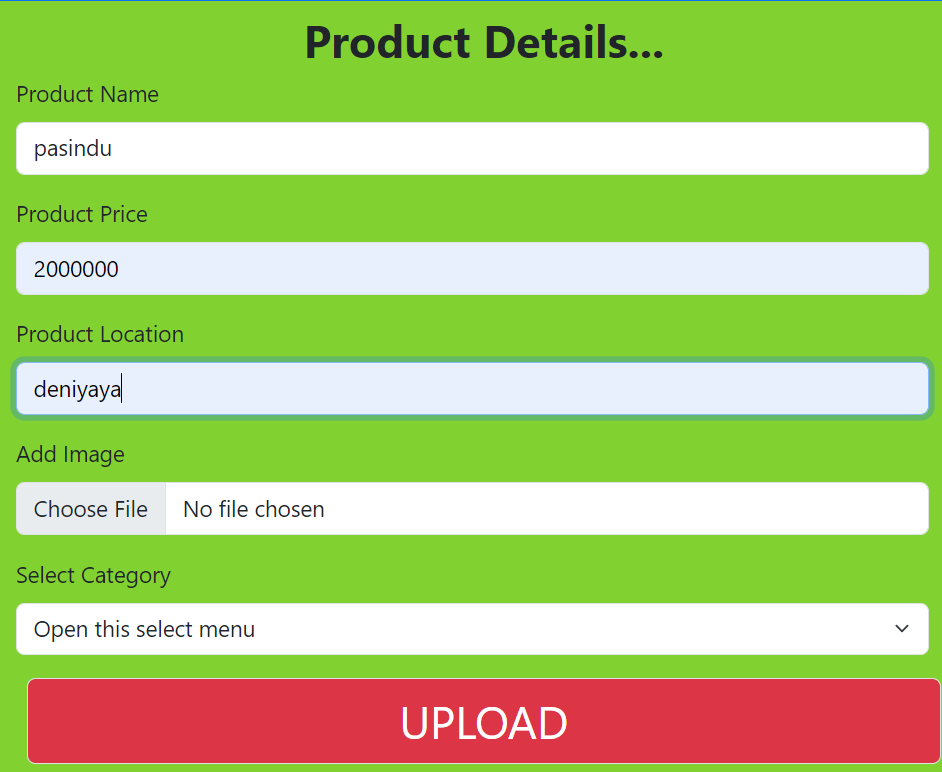 Product Details...
Product Name
pasindu
Product Price
2000000
Product Location
deniyaya
Add Image
Choose File No file chosen
Select Category
Open this select menu
UPLOAD